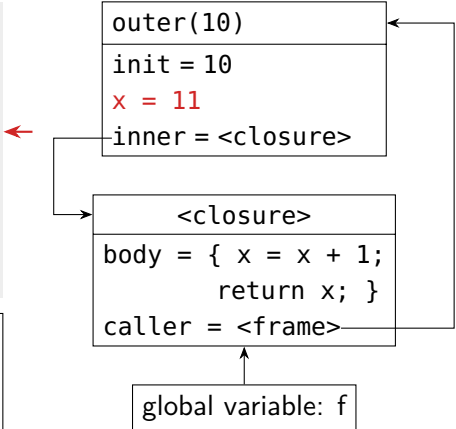 outer(10)
init = 10
x = 11
inner = <closure>
<closure>
body = { x = x + 1;
return x; }
caller = <frame>
global variable: f